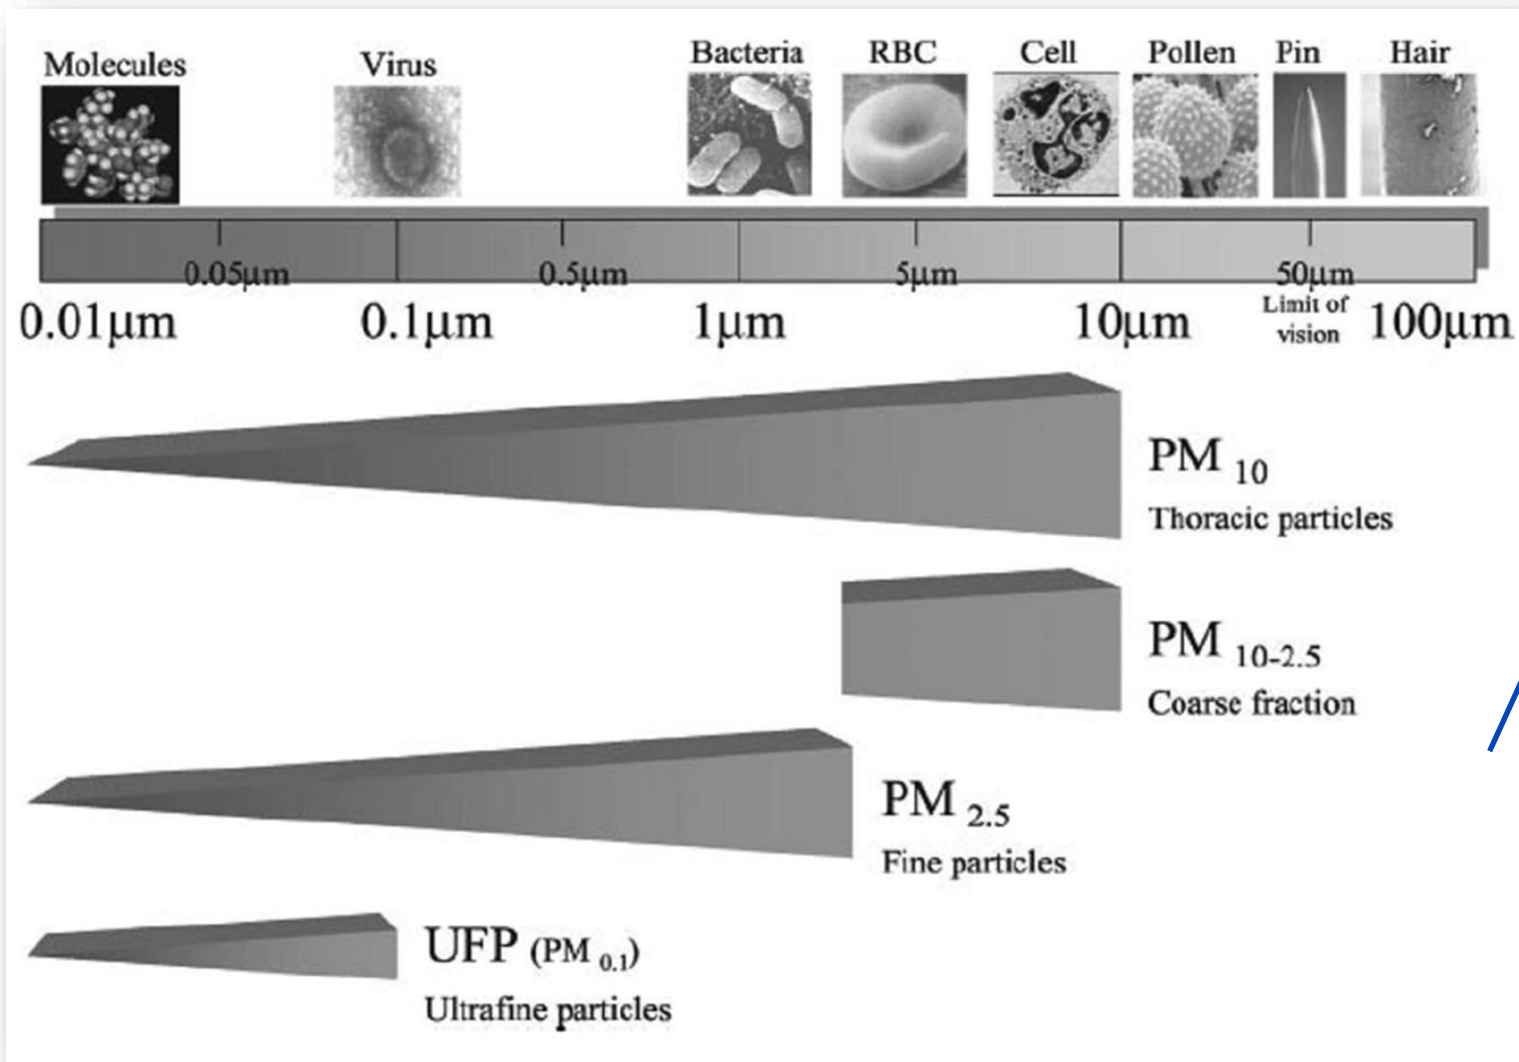 Molecules Virus Bacteria RBC Cell Pollen Pin Hair
0.05μm 0.5μm 5μm 50μm
0.01μm 0.1μm 1μm 10μm Limit of vision 100μm
PM 10
Thoracic particles
PM 10-2.5
Coarse fraction
PM 2.5
Fine particles
UFP (PM 0.1)
Ultrafine particles